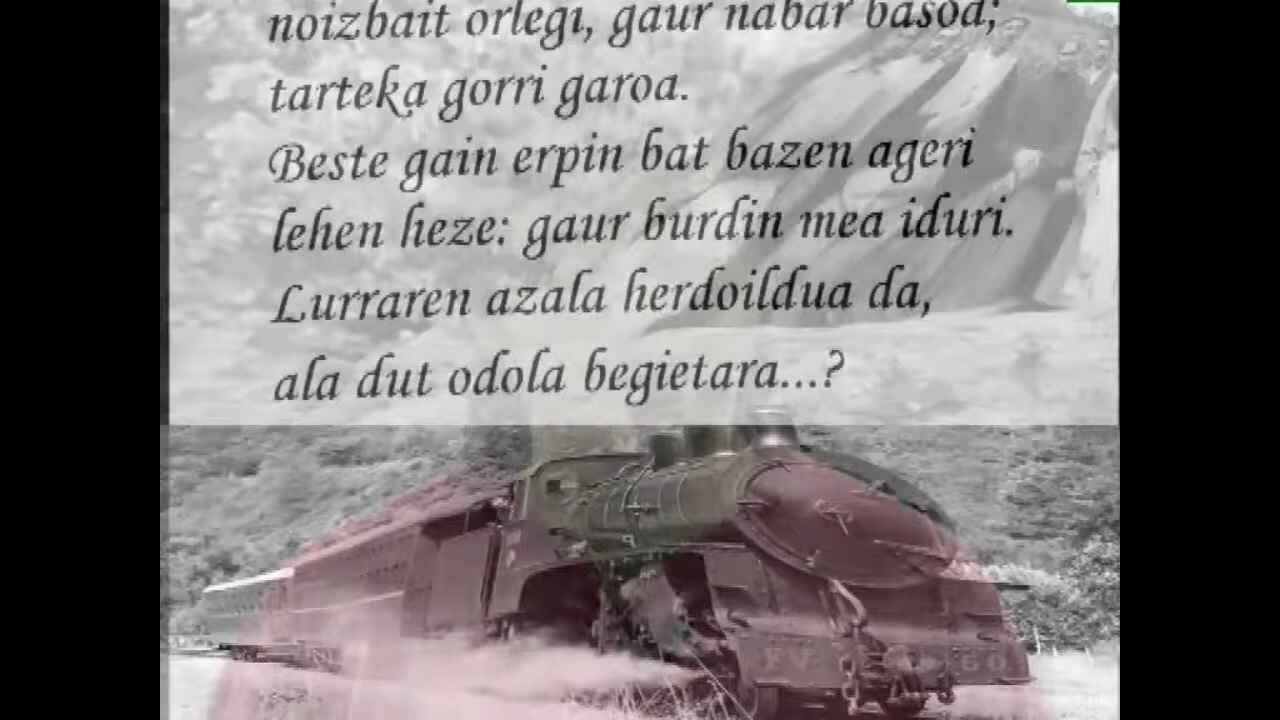 noizbait orlegi, gaur nabar basoa;
tarteka gorri garoa.
Beste gain erpin bat bazen ageri
lehen heze: gaur burdin mea iduri.
Lurraren azala herdoildua da,
ala dut odola begietara...?